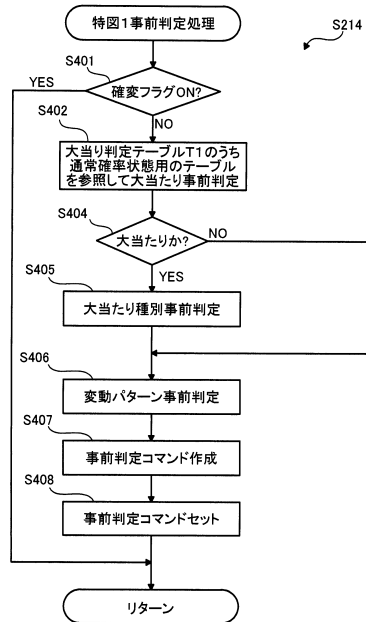 特図1事前判定処理
S214
S401
YES
確変フラグON?
S402
NO
大当り判定テーブルT1のうち
通常確率状態用のテーブル
を参照して大当たり事前判定
S404
大当たりか?
NO
YES
S405
大当たり種別事前判定
S406
変動パターン事前判定
S407
事前判定コマンド作成
S408
事前判定コマンドセット
リターン